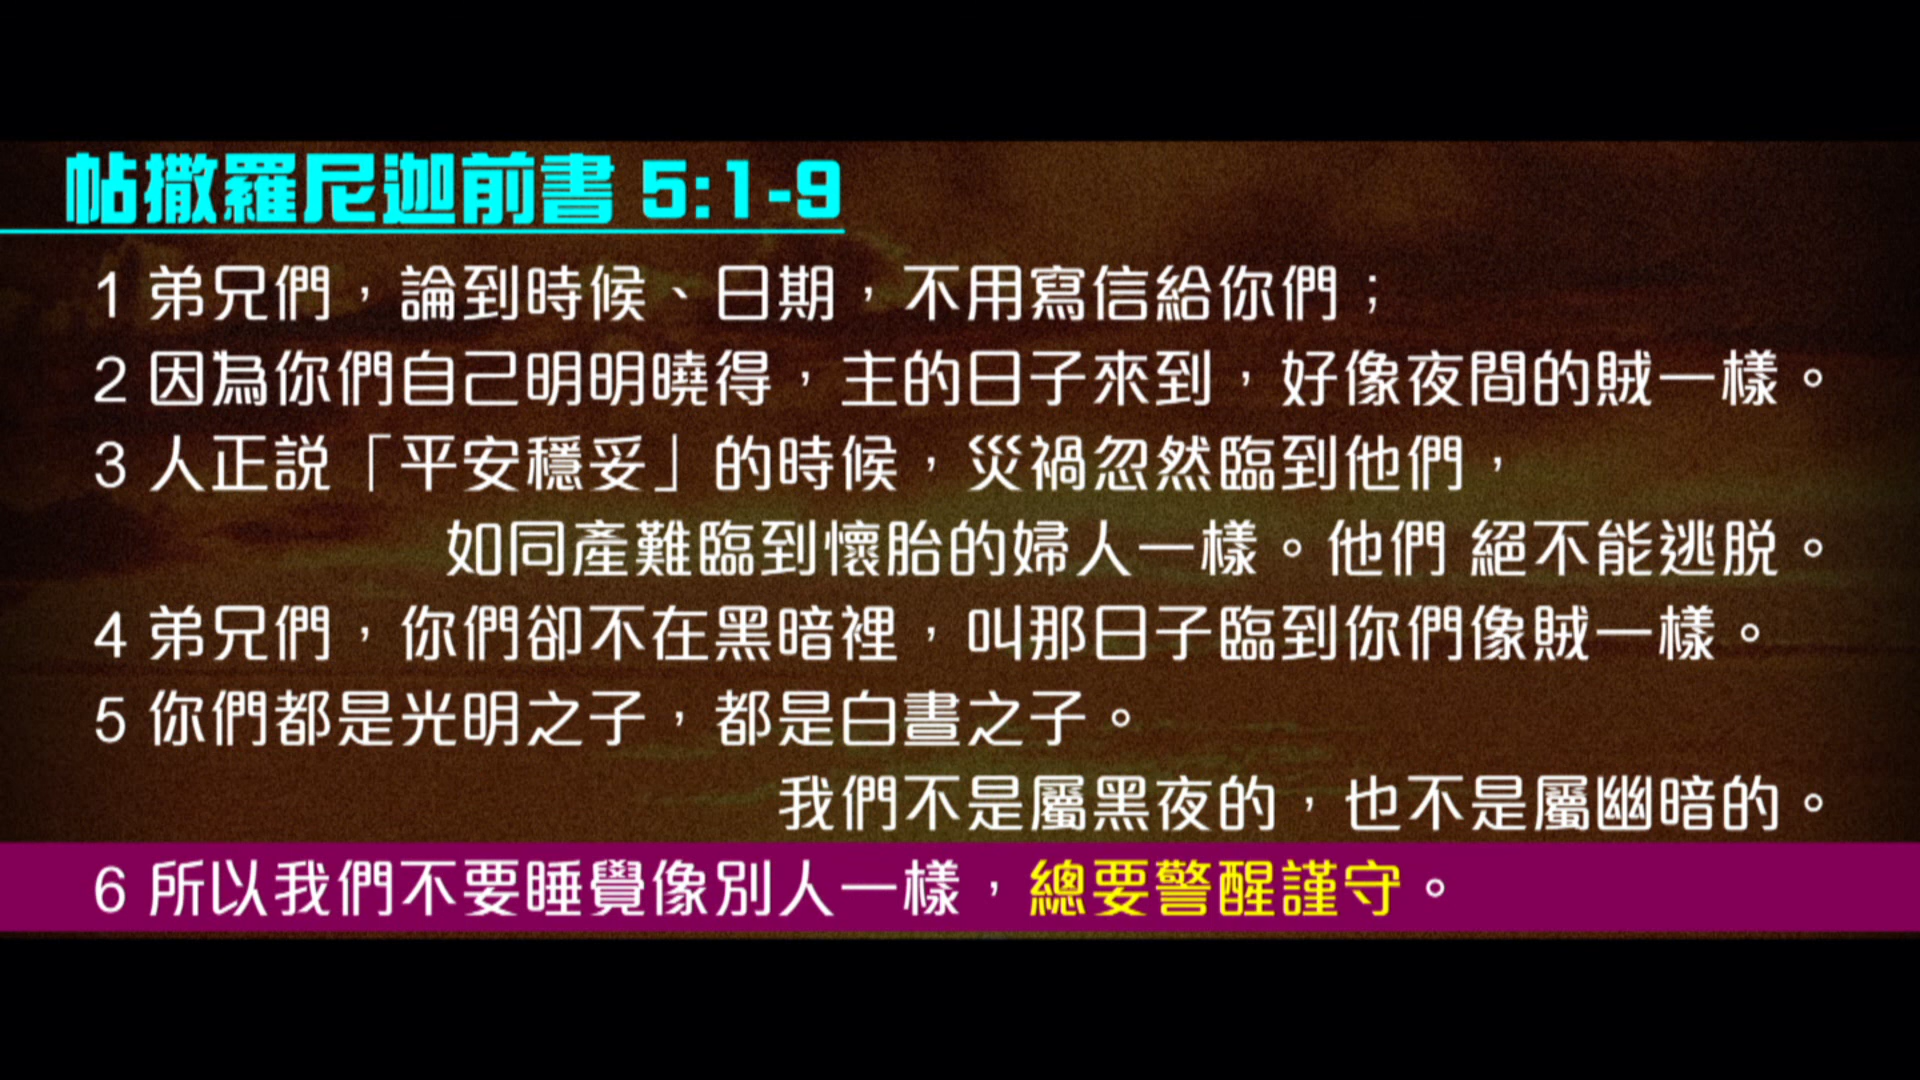 帖撒羅尼迦前書 5:1-9
1 弟兄們，論到時候、日期，不用寫信給你們；
2 因為你們自己明明曉得，主的日子來到，好像夜間的賊一樣。
3 人正説「平安穩妥」的時候，災禍忽然臨到他們，
如同產難臨到懷胎的婦人一樣。他們 絕不能逃脱。
4 弟兄們，你們卻不在黑暗裡，叫那日子臨到你們像賊一樣。
5 你們都是光明之子，都是白晝之子。
我們不是屬黑夜的，也不是屬幽暗的。
6 所以我們不要睡覺像別人一樣，總要警醒謹守。